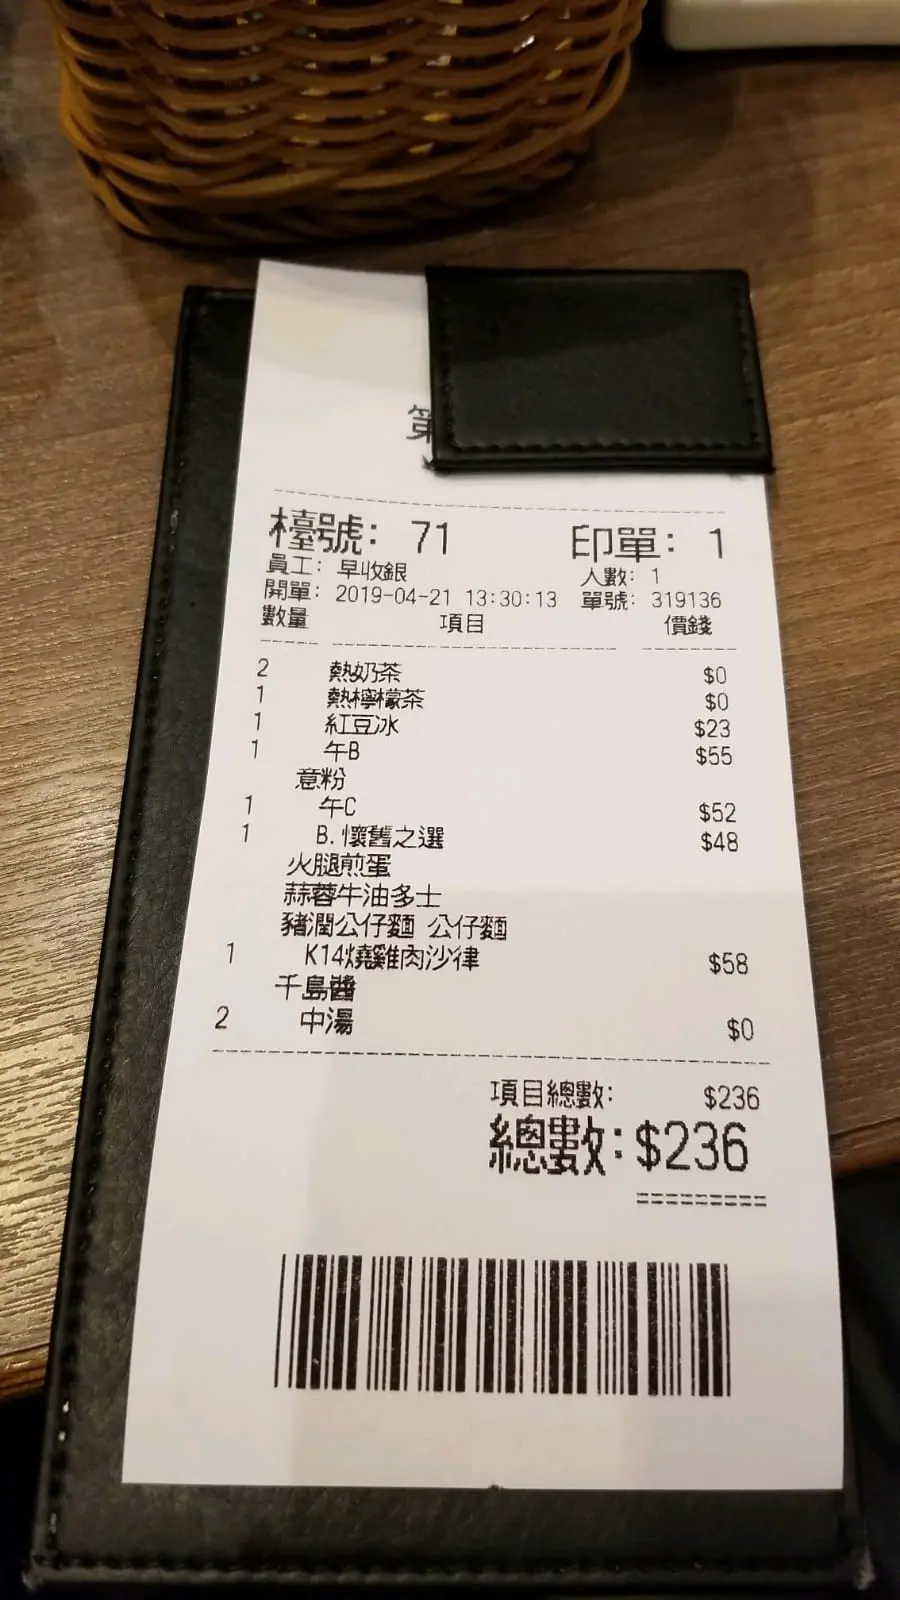 第
檯號: 71 印單: 1
員工: 早收銀 人數: 1
開單: 2019-04-21 13:30:13 單號: 319136
數量 項目 價錢
2 熱奶茶 $0
1 熱檸檬茶 $0
1 紅豆冰 $23
1 午B $55
意粉
1 午C $52
1 B.懷舊之選 $48
火腿煎蛋
蒜蓉牛油多士
豬潤公仔麵 公仔麵
1 K14燒雞肉沙律 $58
千島醬
2 中湯 $0
項目總數: $236
總數: $236
=========